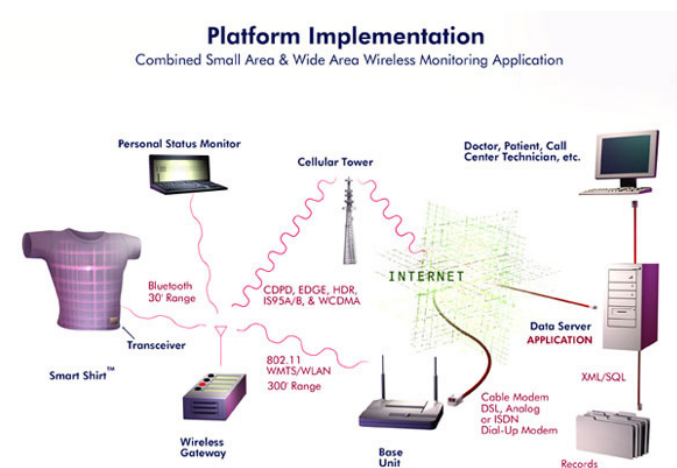 Platform Implementation
Combined Small Area & Wide Area Wireless Monitoring Application
Personal Status Monitor
Cellular Tower
Doctor, Patient, Call
Center Technician, etc.
INTERNET
Bluetooth
30' Range
CDPD, EDGE, HDR,
IS95A/B, & WCDMA
Data Server
APPLICATION
Transceiver
Smart Shirt™
802.11
WMTS/WLAN
300' Range
XML/SQL
Cable Modem
DSL, Analog
or ISDN
Dial-Up Modem
Wireless
Gateway
Base
Unit
Records